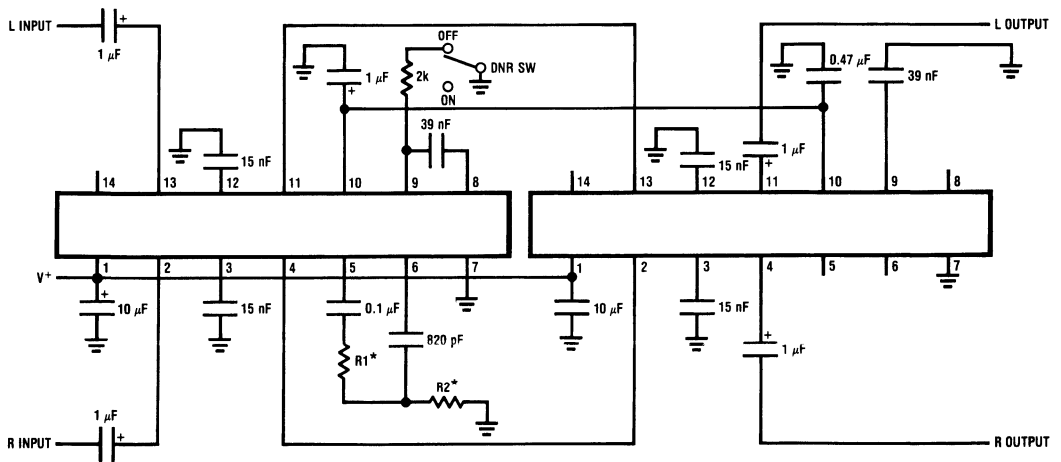 L INPUT
1 μF
+
1 μF
+
2k
OFF
ON
DNR SW
39 nF
15 nF
L OUTPUT
0.47 μF
39 nF
1 μF
+
15 nF
14 13 12 11 10 9 8
14 13 12 11 10 9 8
1 2 3 4 5 6 7
1 2 3 4 5 6 7
V+
+
10 μF
15 nF
0.1 μF
820 pF
R1*
R2*
10 μF
15 nF
+
1 μF
1 μF
+
R INPUT
R OUTPUT